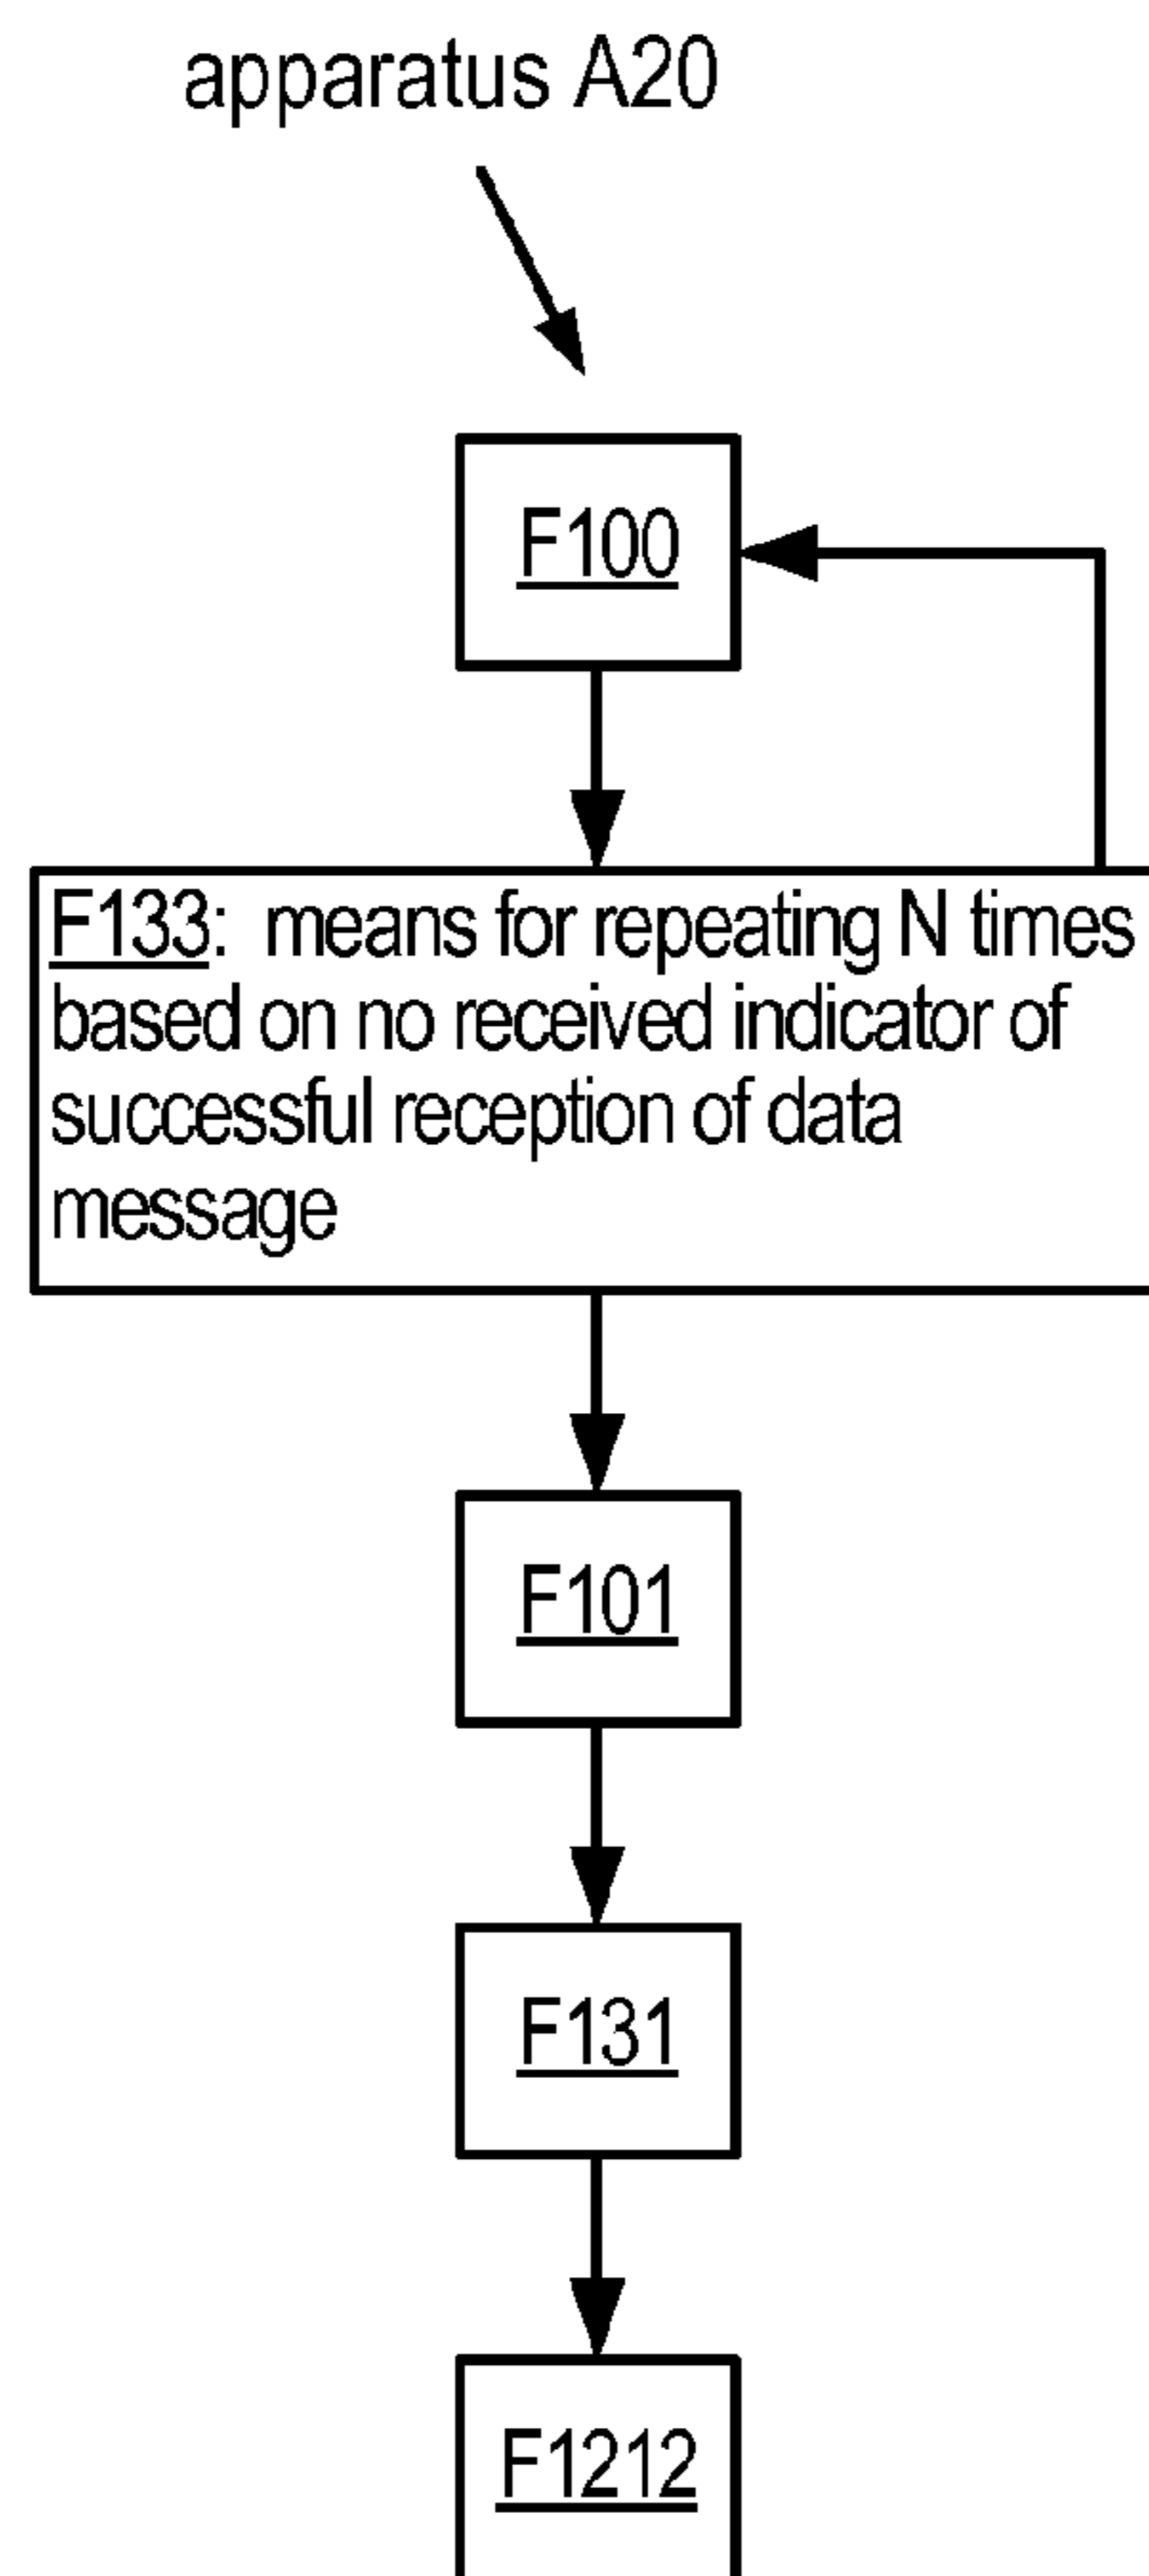 apparatus A20
F100
F133: means for repeating N times
based on no received indicator of
successful reception of data
message
F101
F131
F1212